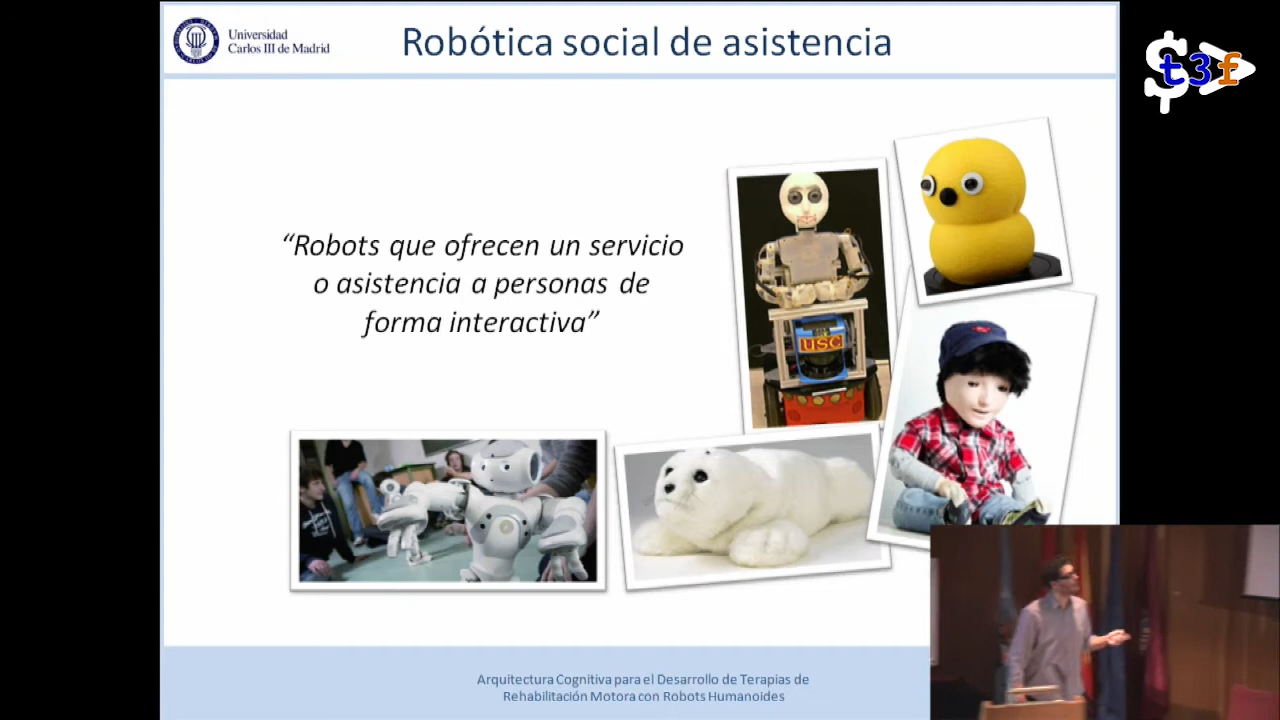 Universidad
Carlos III de Madrid
Robótica social de asistencia
$t3f
“Robots que ofrecen un servicio
o asistencia a personas de
forma interactiva”
USC
Arquitectura Cognitiva para el Desarrollo de Terapias de
Rehabilitación Motora con Robots Humanoides